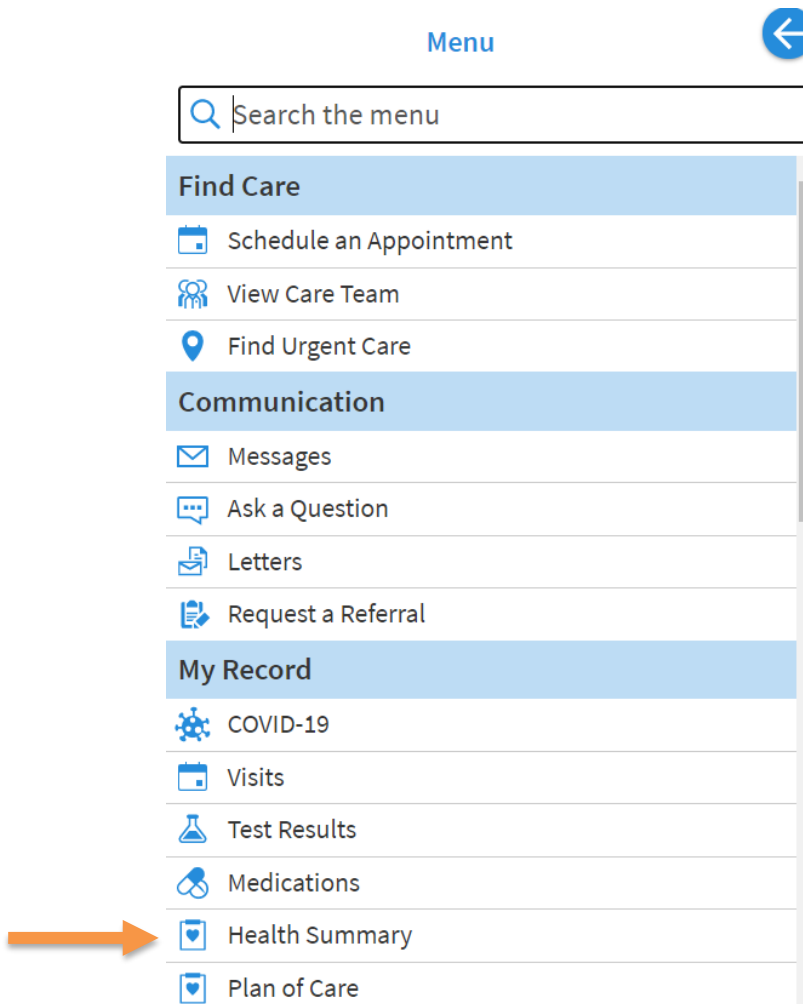 Menu
Search the menu
Find Care
Schedule an Appointment
View Care Team
Find Urgent Care
Communication
Messages
Ask a Question
Letters
Request a Referral
My Record
COVID-19
Visits
Test Results
Medications
Health Summary
Plan of Care